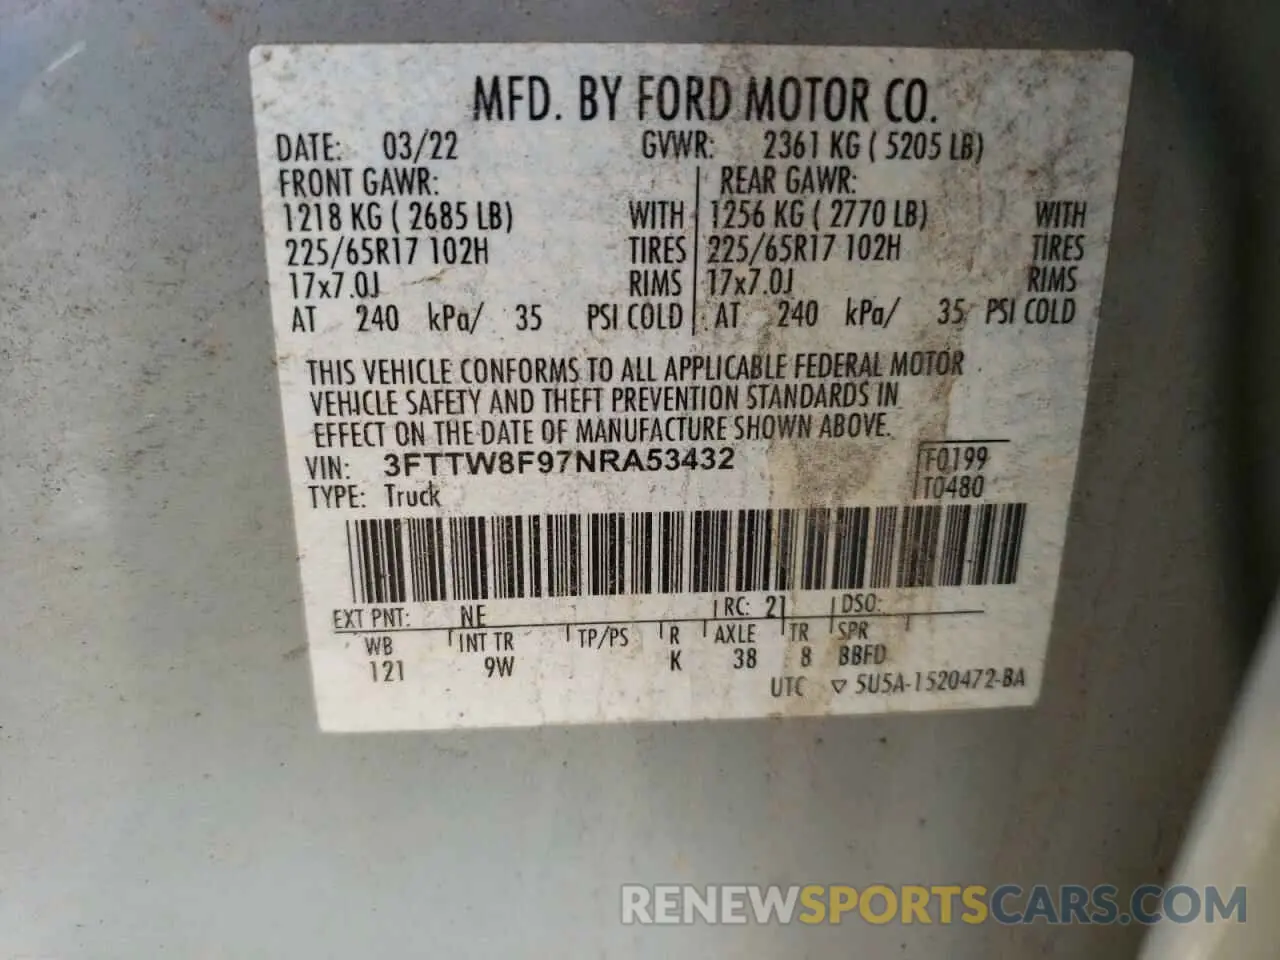 MFD. BY FORD MOTOR CO.
DATE: 03/22 GVWR: 2361 KG ( 5205 LB)
FRONT GAWR: REAR GAWR:
1218 KG ( 2685 LB) WITH 1256 KG ( 2770 LB) WITH
225/65R17 102H TIRES 225/65R17 102H TIRES
17x7.0J RIMS 17x7.0J RIMS
AT 240 kPa/ 35 PSI COLD AT 240 kPa/ 35 PSI COLD
THIS VEHICLE CONFORMS TO ALL APPLICABLE FEDERAL MOTOR
VEHICLE SAFETY AND THEFT PREVENTION STANDARDS IN
EFFECT ON THE DATE OF MANUFACTURE SHOWN ABOVE.
VIN: 3FTTW8F97NRA53432 F0199
TYPE: Truck T0480
EXT PNT: NE RC: 21 DSO:
WB INT TR TP/PS R AXLE TR SPR
121 9W K 38 8 BBFD
UTC ▽ 5U5A-1520472-BA
RENEWSPORTSCARS.COM